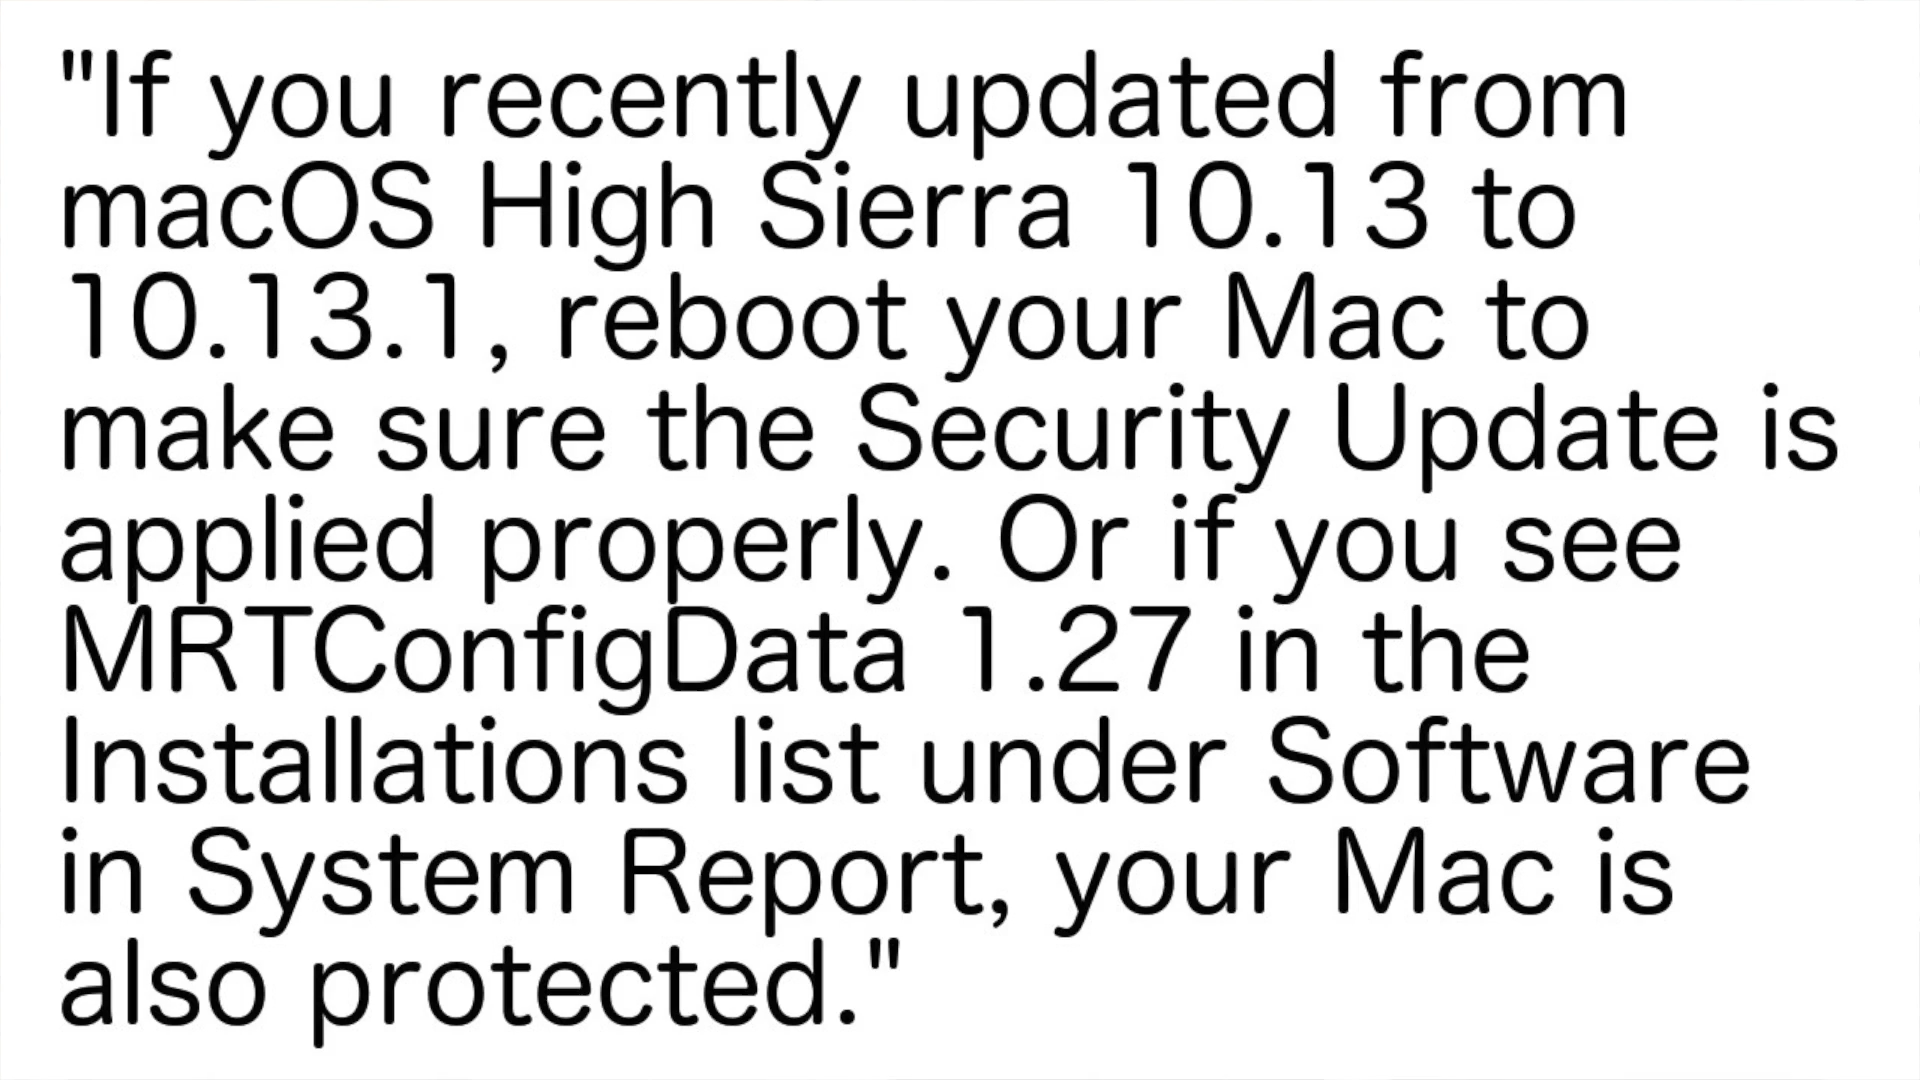 "If you recently updated from
macOS High Sierra 10.13 to
10.13.1, reboot your Mac to
make sure the Security Update is
applied properly. Or if you see
MRTConfigData 1.27 in the
Installations list under Software
in System Report, your Mac is
also protected."